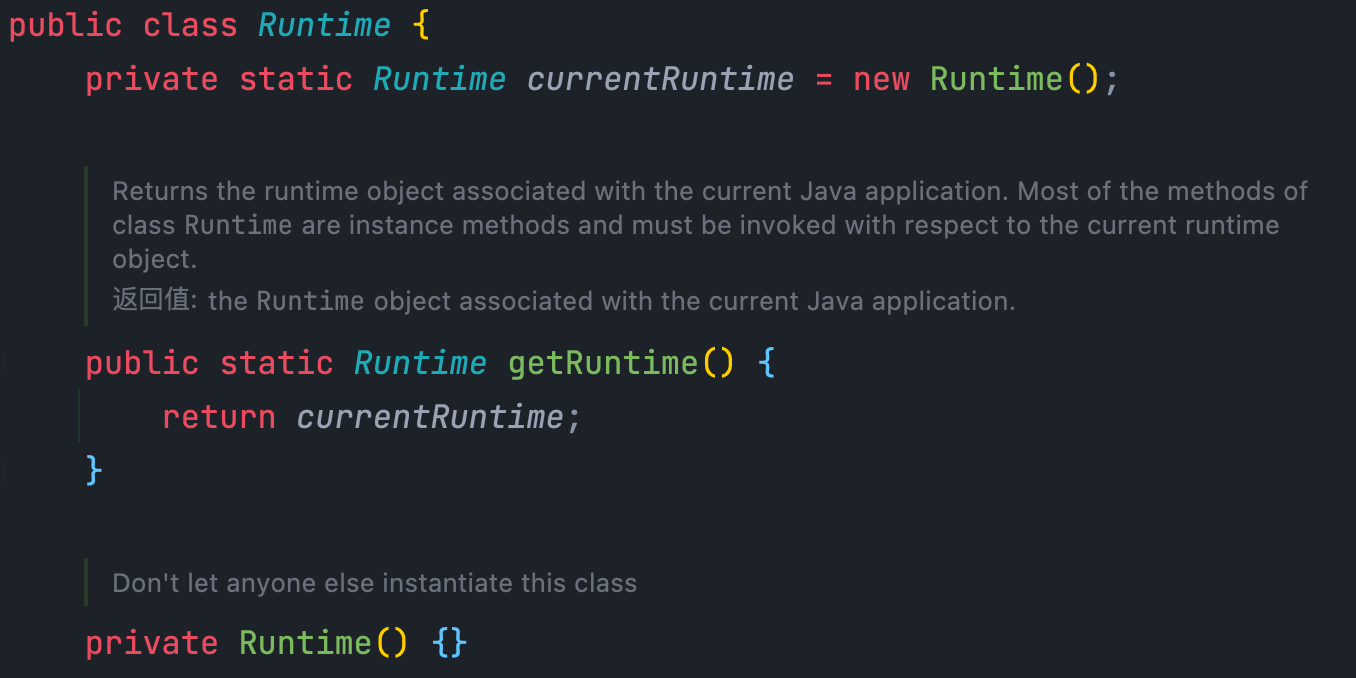 public class Runtime {
    private static Runtime currentRuntime = new Runtime();
Returns the runtime object associated with the current Java application. Most of the methods of
class Runtime are instance methods and must be invoked with respect to the current runtime
object.
返回值: the Runtime object associated with the current Java application.
    public static Runtime getRuntime() {
        return currentRuntime;
    }
Don't let anyone else instantiate this class
    private Runtime() {}